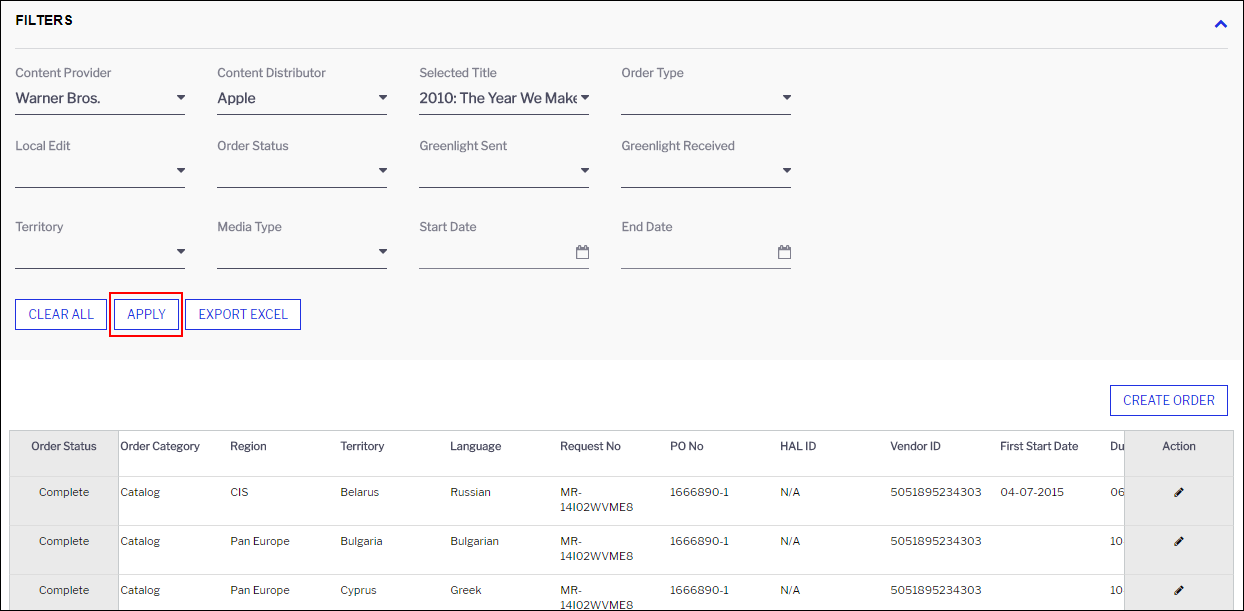 FILTERS
Content Provider Content Distributor Selected Title Order Type
Warner Bros. Apple 2010: The Year We Make
Local Edit Order Status Greenlight Sent Greenlight Received
Territory Media Type Start Date End Date
CLEAR ALL APPLY EXPORT EXCEL
CREATE ORDER
Order Status Order Category Region Territory Language Request No PO No HAL ID Vendor ID First Start Date Du Action
Complete Catalog CIS Belarus Russian MR- 1666890-1 N/A 5051895234303 04-07-2015 06
14I02WVME8
Complete Catalog Pan Europe Bulgaria Bulgarian MR- 1666890-1 N/A 5051895234303 10
14I02WVME8
Complete Catalog Pan Europe Cyprus Greek MR- 1666890-1 N/A 5051895234303 10
14I02WVME8